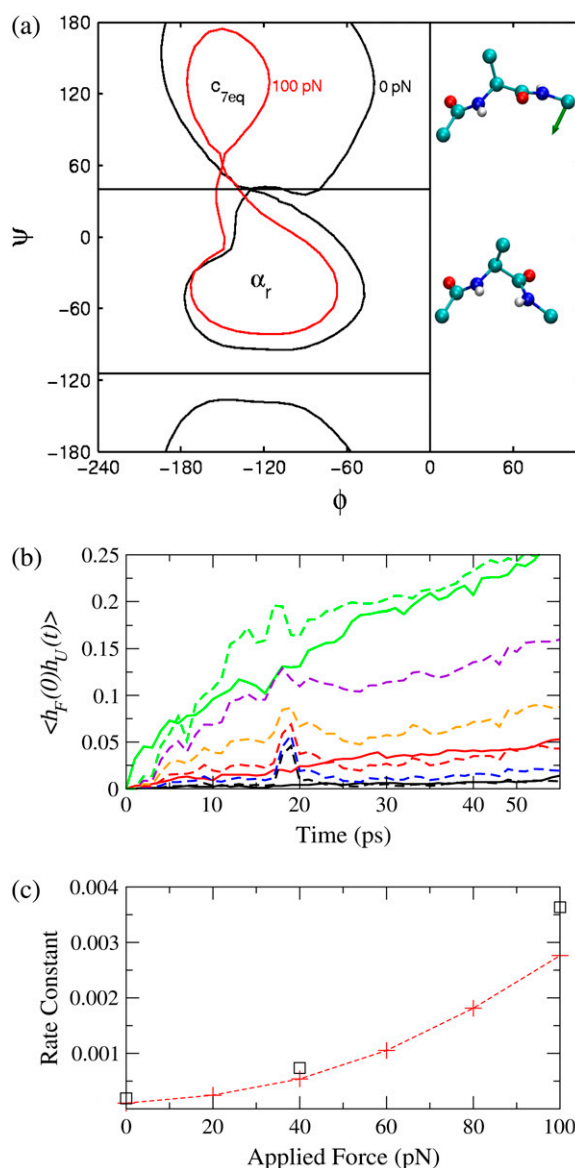 (a)
180
120
60
0
-60
-120
-180
ψ
C7eq
100 pN
0 pN
αr
-240 -180 -120 -60 0 60
ϕ
(b)
0.25
0.2
0.15
0.1
0.05
0
<hF(0)hU(t)>
0 10 20 30 40 50
Time (ps)
(c)
0.004
0.003
0.002
0.001
Rate Constant
0 20 40 60 80 100
Applied Force (pN)